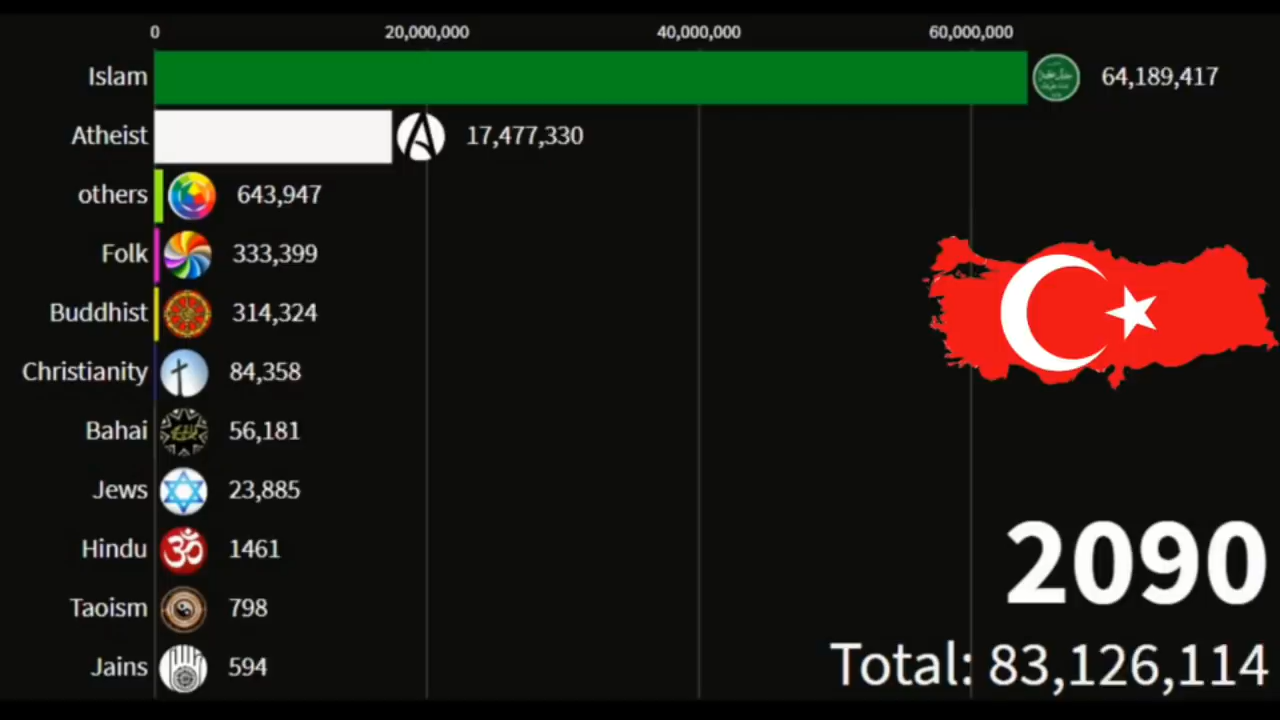 0 20,000,000 40,000,000 60,000,000
Islam 64,189,417
Atheist 17,477,330
others 643,947
Folk 333,399
Buddhist 314,324
Christianity 84,358
Bahai 56,181
Jews 23,885
Hindu 1461
Taoism 798
Jains 594
2090
Total: 83,126,114